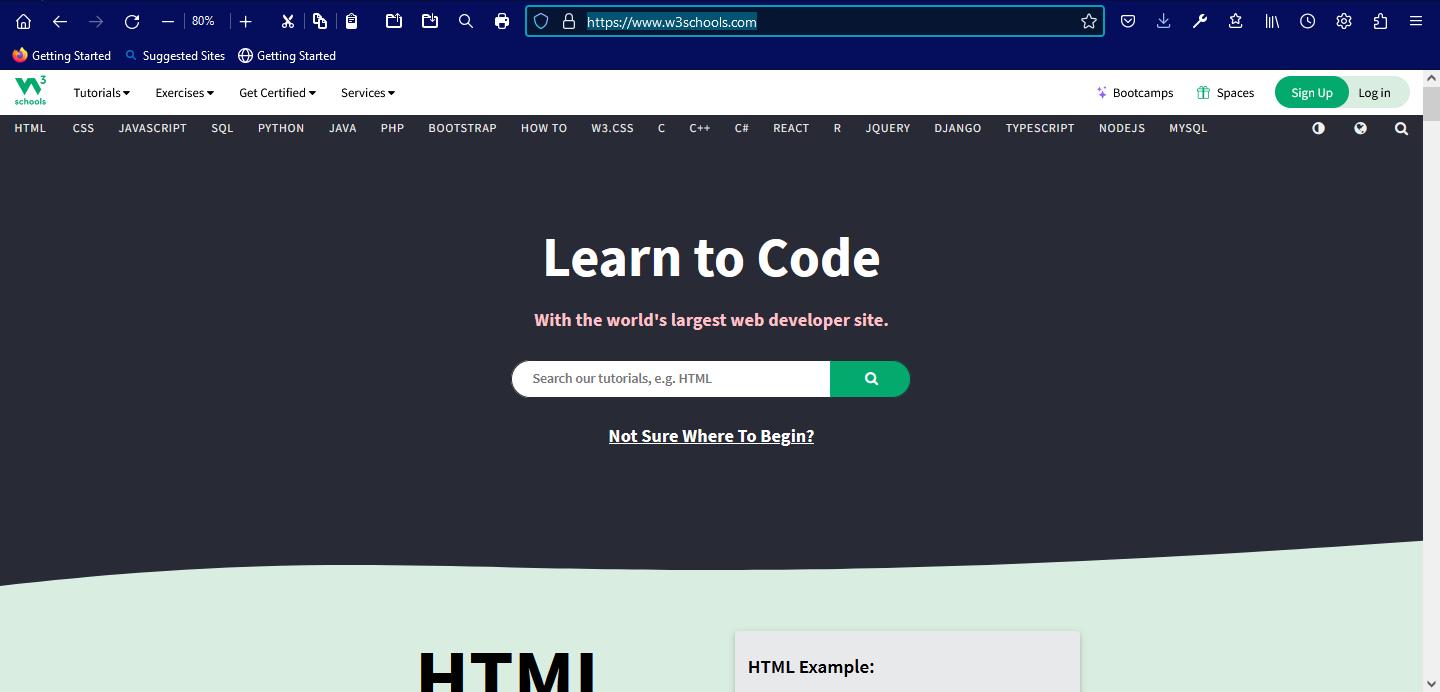 80%
https://www.w3schools.com
Getting Started Suggested Sites Getting Started
W3 schools Tutorials Exercises Get Certified Services Bootcamps Spaces Sign Up Log in
HTML CSS JAVASCRIPT SQL PYTHON JAVA PHP BOOTSTRAP HOW TO W3.CSS C C++ C# REACT R JQUERY DJANGO TYPESCRIPT NODEJS MYSQL
Learn to Code
With the world's largest web developer site.
Search our tutorials, e.g. HTML
Not Sure Where To Begin?
HTML
HTML Example: